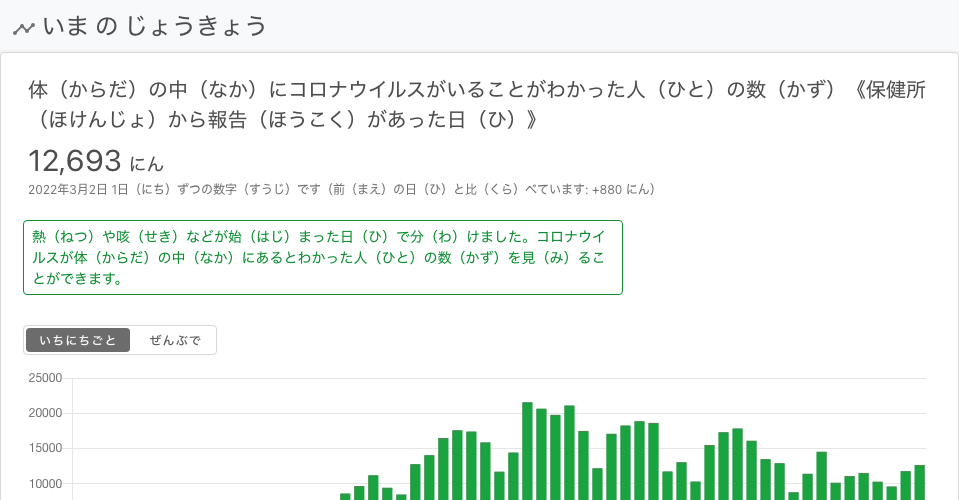 いま の じょうきょう
体（からだ）の中（なか）にコロナウイルスがいることがわかった人（ひと）の数（かず）《保健所
（ほけんじょ）から報告（ほうこく）があった日（ひ）》
12,693 にん
2022年3月2日 1日（にち）ずつの数字（すうじ）です（前（まえ）の日（ひ）と比（くら）べています: +880 にん）
熱（ねつ）や咳（せき）などが始（はじ）まった日（ひ）で分（わ）けました。コロナウイ
ルスが体（からだ）の中（なか）にあるとわかった人（ひと）の数（かず）を見（み）るこ
とができます。
いちにちごと ぜんぶで
25000
20000
15000
10000